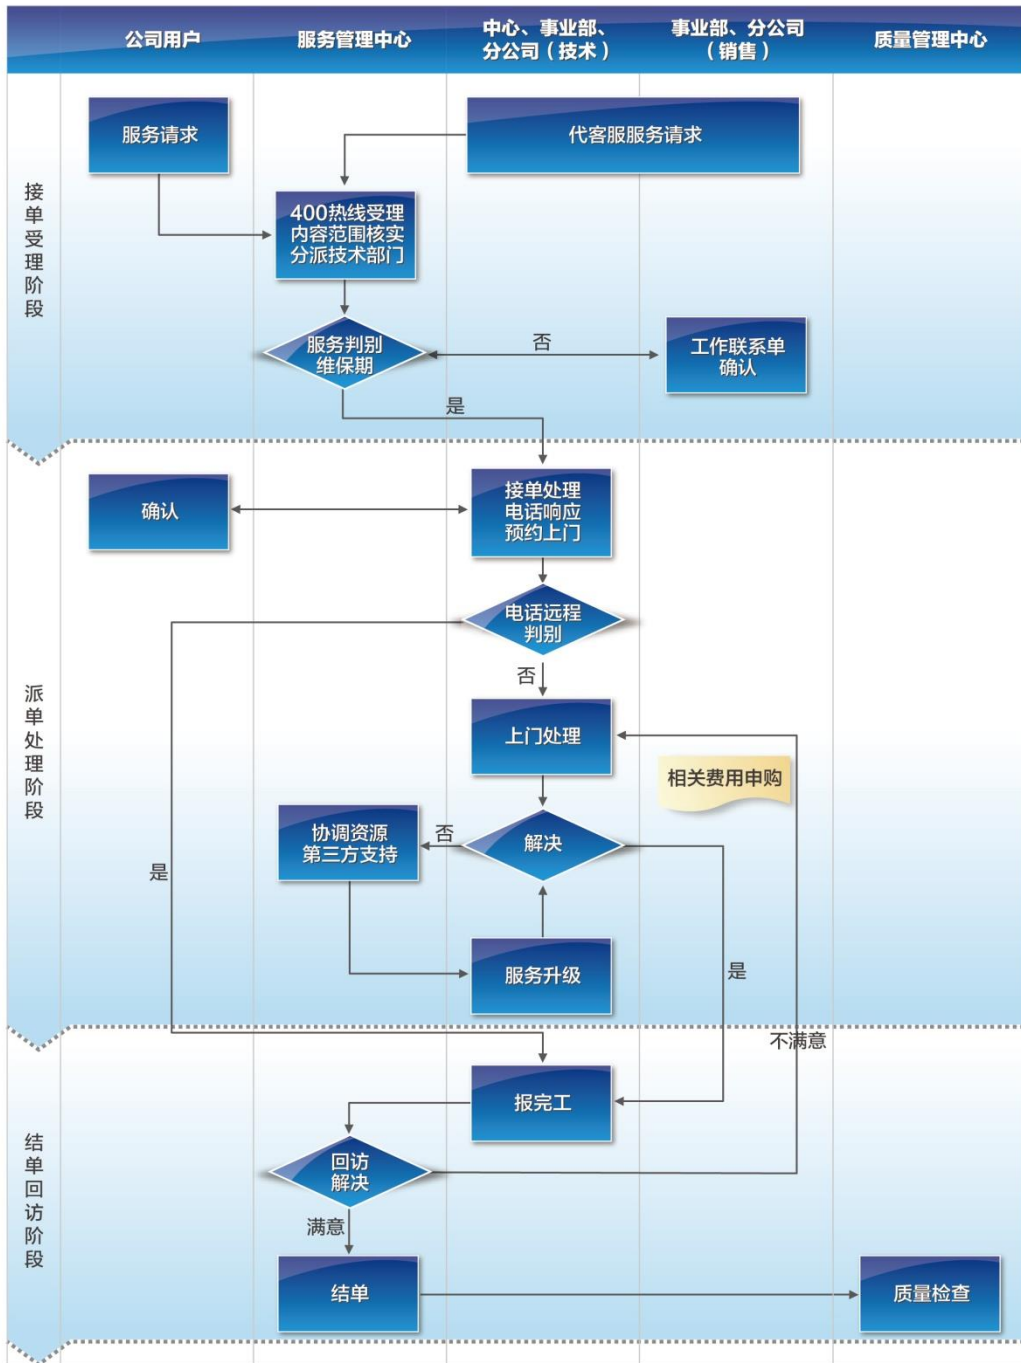 公司用户
服务管理中心
中心、事业部、
分公司（技术）
事业部、分公司
（销售）
质量管理中心
接单受理阶段
服务请求
代客服服务请求
400热线受理
内容范围核实
分派技术部门
服务判别
维保期
否
工作联系单
确认
是
派单处理阶段
确认
接单处理
电话响应
预约上门
电话远程
判别
否
上门处理
相关费用申购
协调资源
第三方支持
否
解决
是
服务升级
是
不满意
结单回访阶段
报完工
回访
解决
满意
结单
质量检查